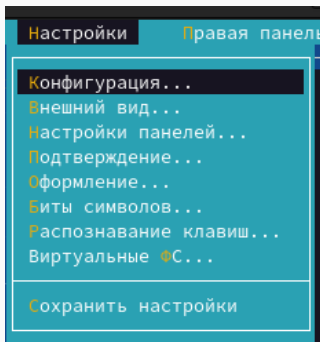 Настройки Правая панель
Конфигурация...
Внешний вид...
Настройки панелей...
Подтверждение...
Оформление...
Биты символов...
Распознавание клавиш...
Виртуальные ФС...
Сохранить настройки